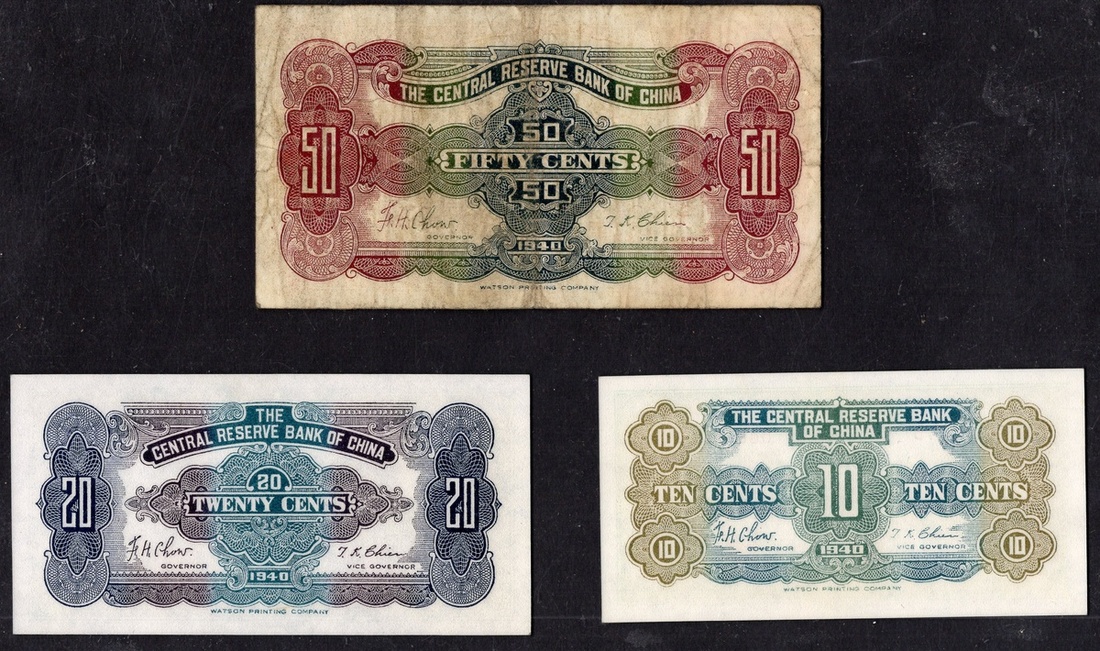 THE CENTRAL RESERVE BANK OF CHINA
50
50 FIFTY CENTS 50
50
F. H. Chow. T. K. Chien
GOVERNOR VICE GOVERNOR
1940
WATSON PRINTING COMPANY
THE
CENTRAL RESERVE BANK OF CHINA
20
20 TWENTY CENTS 20
F. H. Chow. T. K. Chien
GOVERNOR VICE GOVERNOR
1940
WATSON PRINTING COMPANY
THE CENTRAL RESERVE BANK
OF CHINA
10 10
TEN CENTS 10 TEN CENTS
F. H. Chow. T. K. Chien
GOVERNOR 1940 VICE GOVERNOR
10 10
WATSON PRINTING COMPANY